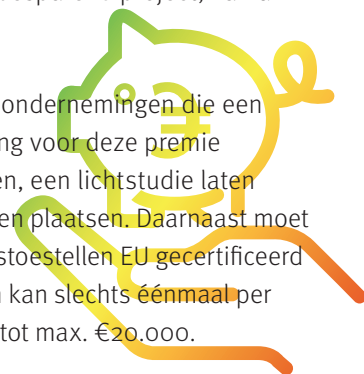 project,
ondernemingen die een
ng voor deze premie
en, een lichtstudie laten
en plaatsen. Daarnaast moet
stoestellen EU gecertificeerd
n kan slechts éénmaal per
tot max. €20.000.